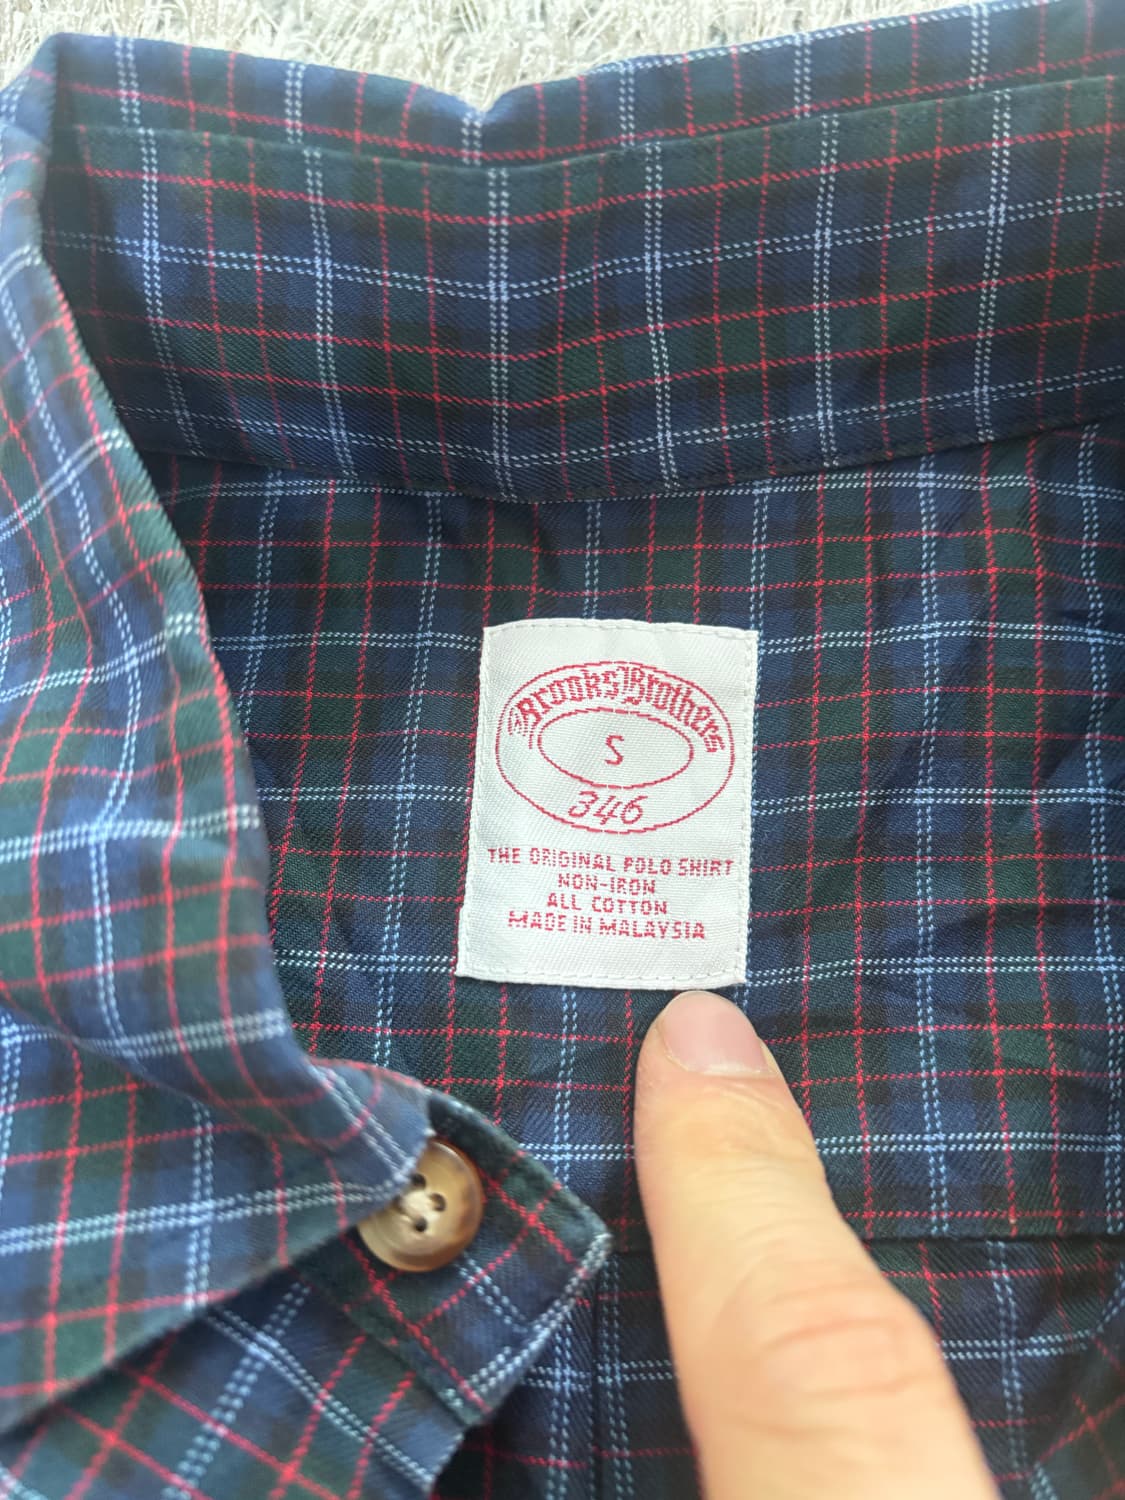 Brooks Brothers
S
346
THE ORIGINAL POLO SHIRT
NON-IRON
ALL COTTON
MADE IN MALAYSIA